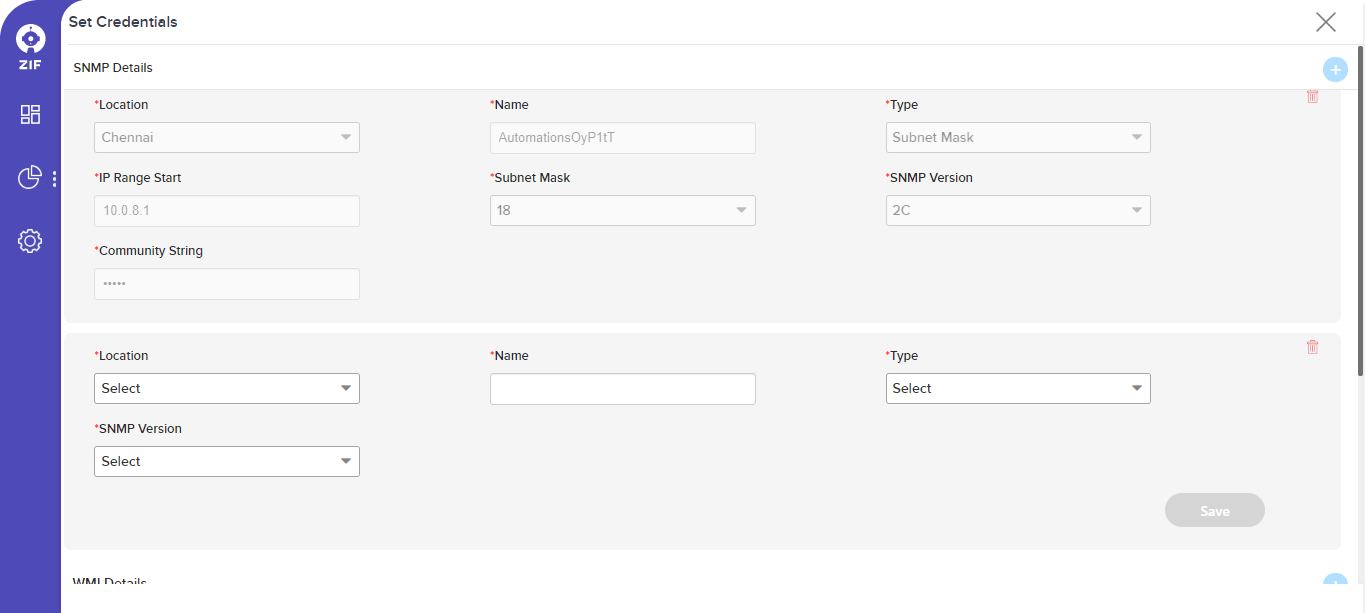 Set Credentials
ZIF
SNMP Details
*Location *Name *Type
Chennai AutomationsOyP1tT Subnet Mask
*IP Range Start *Subnet Mask *SNMP Version
10.0.8.1 18 2C
*Community String
•••••
*Location *Name *Type
Select Select
*SNMP Version
Select
Save
WMI Details